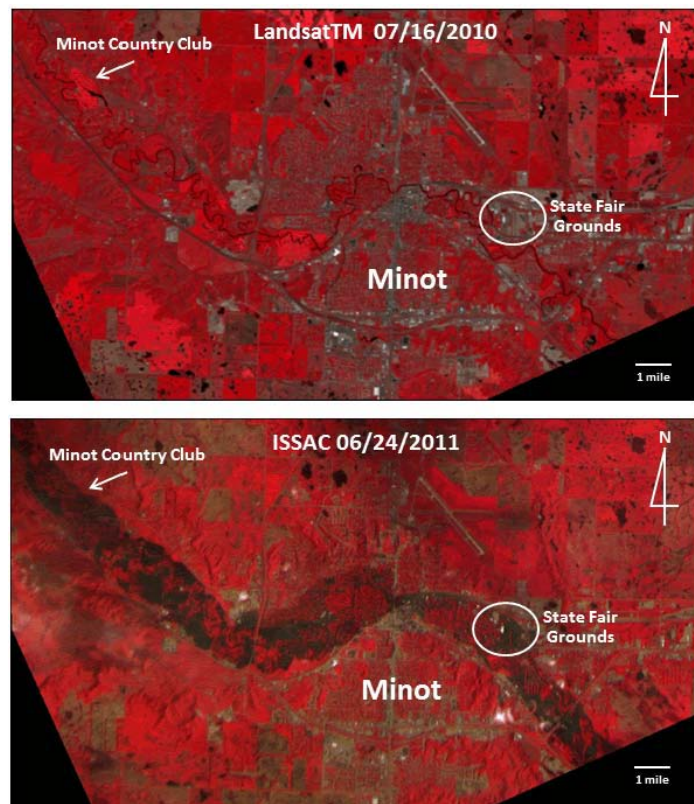 LandsatTM 07/16/2010
Minot Country Club
N
State Fair
Grounds
Minot
1 mile
ISSAC 06/24/2011
Minot Country Club
N
State Fair
Grounds
Minot
1 mile